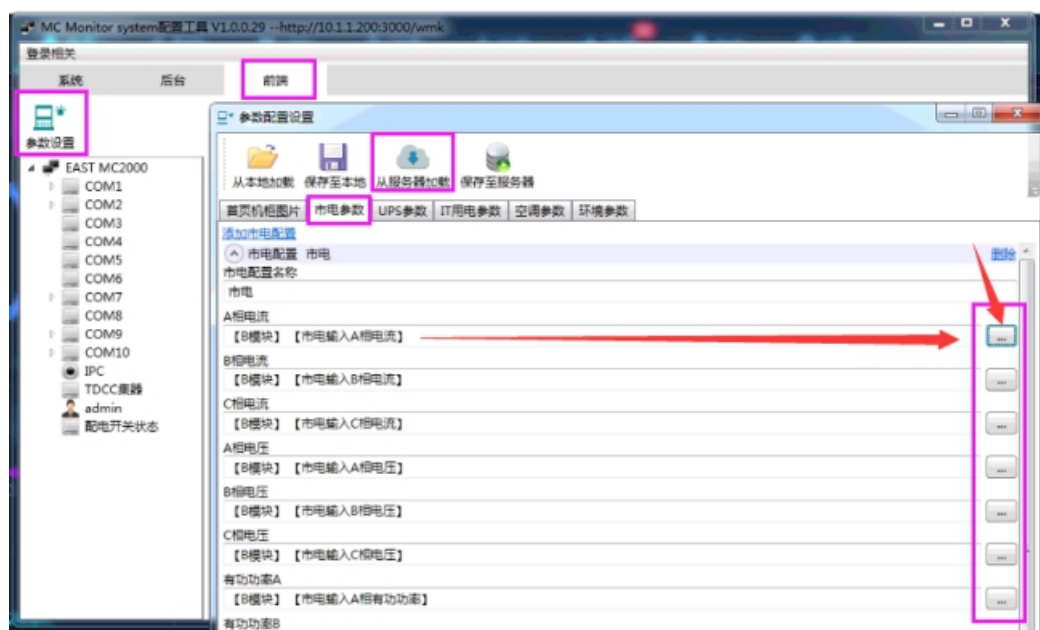 MC Monitor system配置工具 V1.0.0.29 --http://10.1.1.200:3000/wmk
登录相关
系统 后台 前端
参数设置
EAST MC2000
COM1
COM2
COM3
COM4
COM5
COM6
COM7
COM8
COM9
COM10
IPC
TDCC集器
admin
配电开关状态
参数配置设置
从本地加载 保存至本地 从服务器加载 保存至服务器
首页机柜图片 市电参数 UPS参数 IT用电参数 空调参数 环境参数
添加市电配置
市电配置 市电 删除
市电配置名称
市电
A相电流
【B模块】【市电输入A相电流】 ...
B相电流
【B模块】【市电输入B相电流】 ...
C相电流
【B模块】【市电输入C相电流】 ...
A相电压
【B模块】【市电输入A相电压】 ...
B相电压
【B模块】【市电输入B相电压】 ...
C相电压
【B模块】【市电输入C相电压】 ...
有功功率A
【B模块】【市电输入A相有功功率】 ...
有功功率B